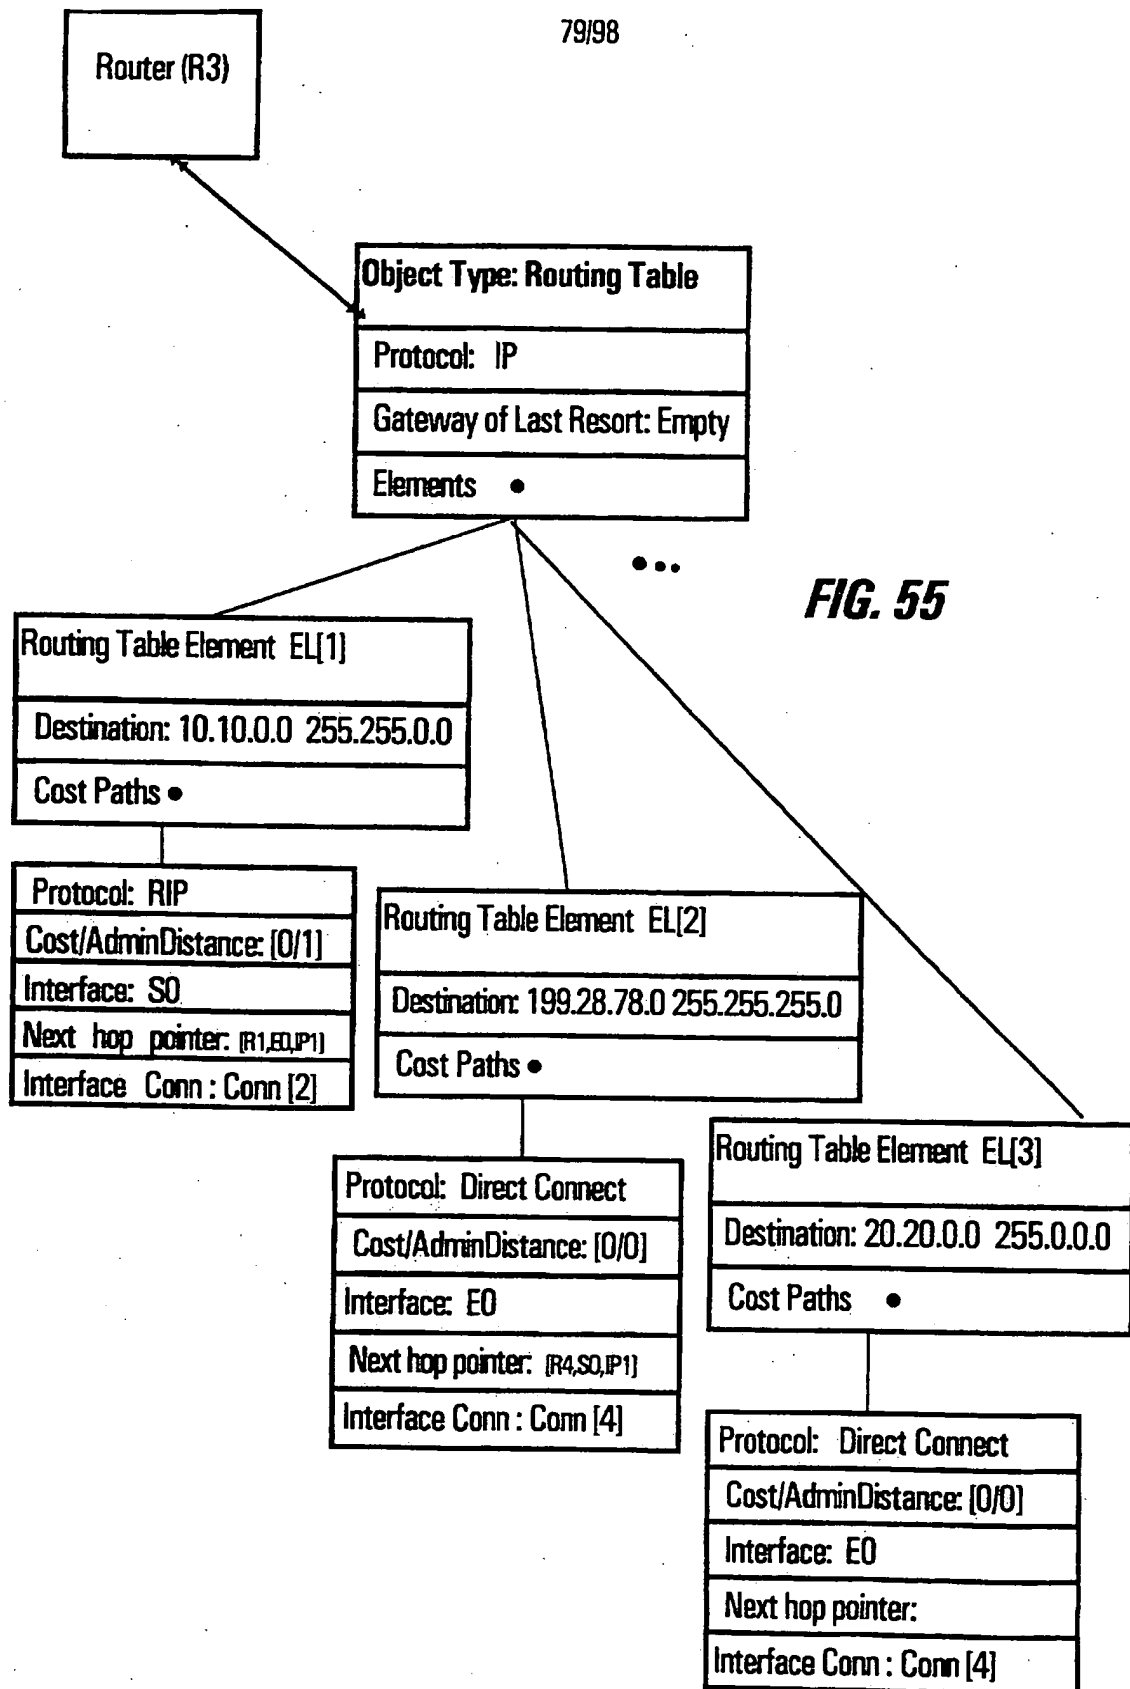 79/98
Router (R3)
Object Type: Routing Table
Protocol: IP
Gateway of Last Resort: Empty
Elements •
•••
FIG. 55
Routing Table Element EL[1]
Destination: 10.10.0.0 255.255.0.0
Cost Paths •
Protocol: RIP
Cost/AdminDistance: [0/1]
Interface: S0
Next hop pointer: [R1,E0,IP1]
Interface Conn : Conn [2]
Routing Table Element EL[2]
Destination: 199.28.78.0 255.255.255.0
Cost Paths •
Protocol: Direct Connect
Cost/AdminDistance: [0/0]
Interface: E0
Next hop pointer: [R4,S0,IP1]
Interface Conn : Conn [4]
Routing Table Element EL[3]
Destination: 20.20.0.0 255.0.0.0
Cost Paths •
Protocol: Direct Connect
Cost/AdminDistance: [0/0]
Interface: E0
Next hop pointer:
Interface Conn : Conn [4]